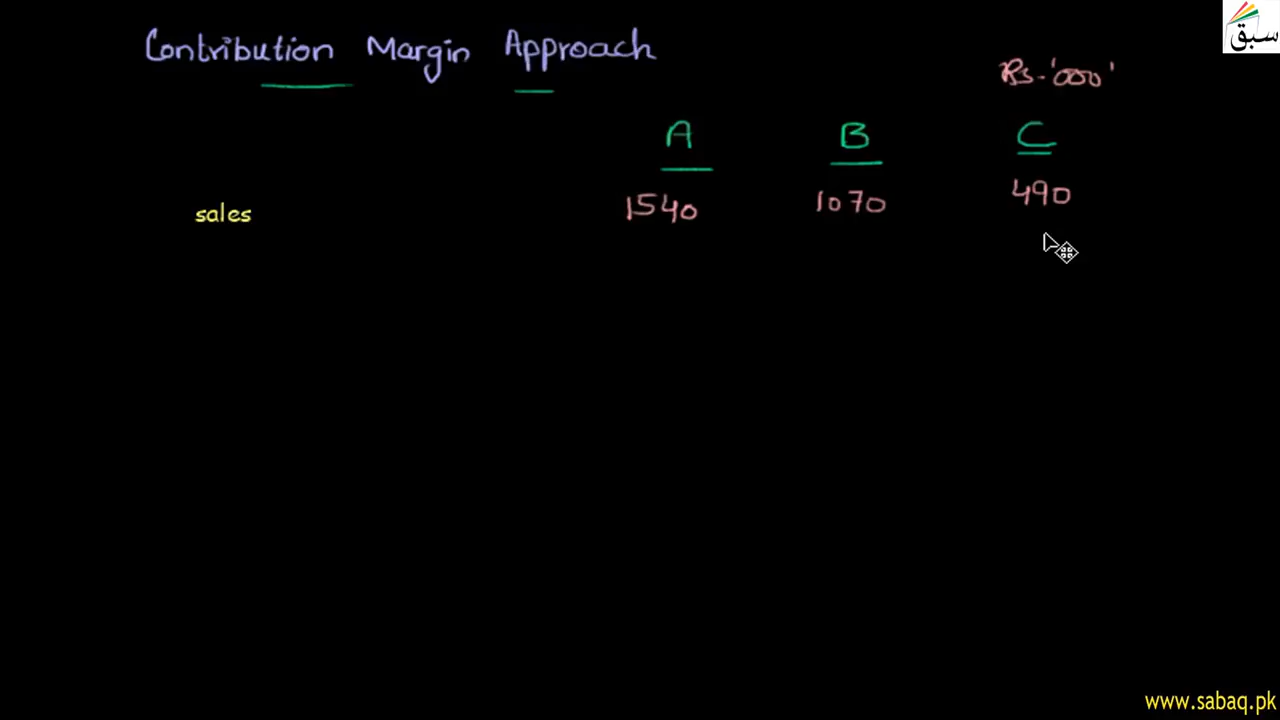 سبق
Contribution Margin Approach
Rs. '000'
A B C
sales 1540 1070 490
www.sabaq.pk